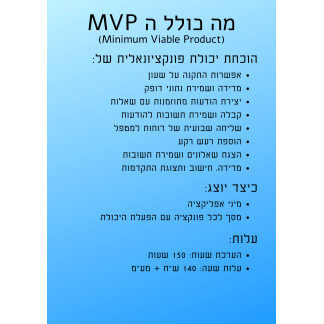 מה כולל ה MVP
(Minimum Viable Product)
הוכחת יכולת פונקציונאלית של:
• אפשרות התקנה על שעון
• מדידה ושמירת נתוני דופק
• יצירת הודעות מתוזמנות עם שאלות
• קבלה ושמירת תשובות להודעות
• שליחה שבועית של דוחות למטפל
• הוספת רעש רקע
• הצגת שאלונים ושמירת תשובות
• מדידה, חישוב ותצוגת התקדמות
כיצד יוצג:
• מיני אפליקציה
• מסך לכל פונקציה עם הפעלת היכולת
עלות:
• הערכת שעות: 150 שעות
• עלות שעה: 140 ש"ח + מע"מ